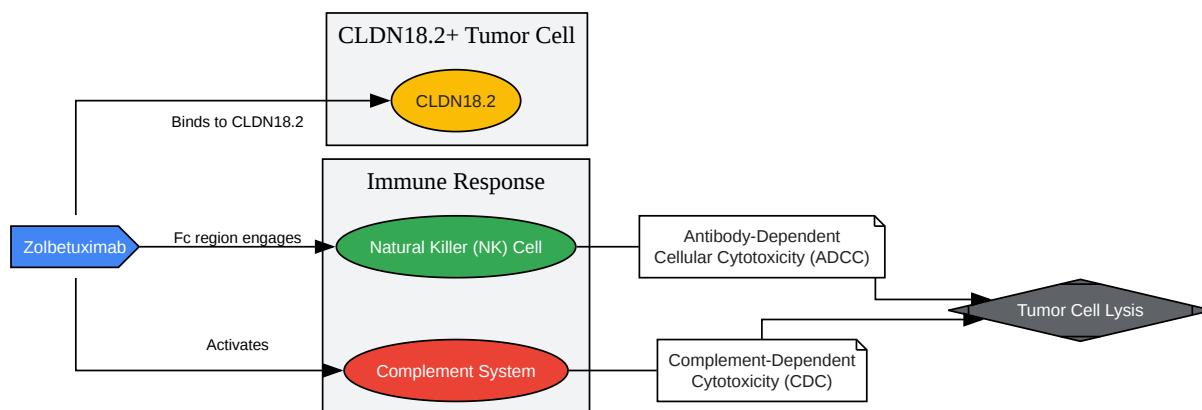 CLDN18.2+ Tumor Cell
CLDN18.2
Binds to CLDN18.2
Immune Response
Zolbetuximab
Fc region engages
Natural Killer (NK) Cell
Antibody-Dependent
Cellular Cytotoxicity (ADCC)
Tumor Cell Lysis
Activates
Complement System
Complement-Dependent
Cytotoxicity (CDC)